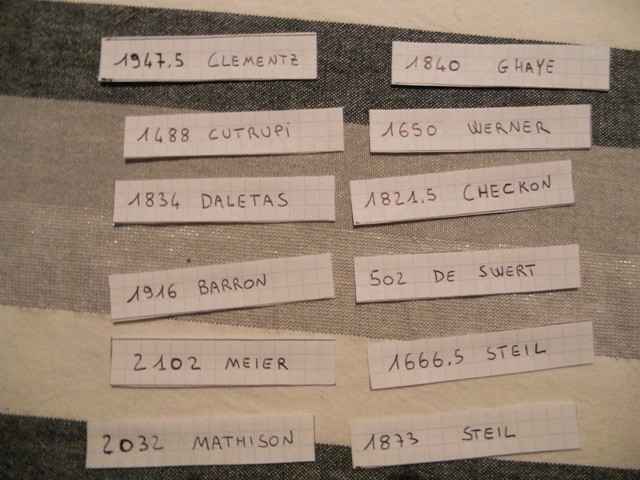 1947,5 CLEMENTZ
1840 GHAYE
1488 CUTRUPi
1650 WERNER
1834 DALETAS
1821,5 CHECKON
1916 BARRON
502 DE SWERT
2102 MEIER
1666,5 STEIL
2032 MATHISON
1873 STEIL